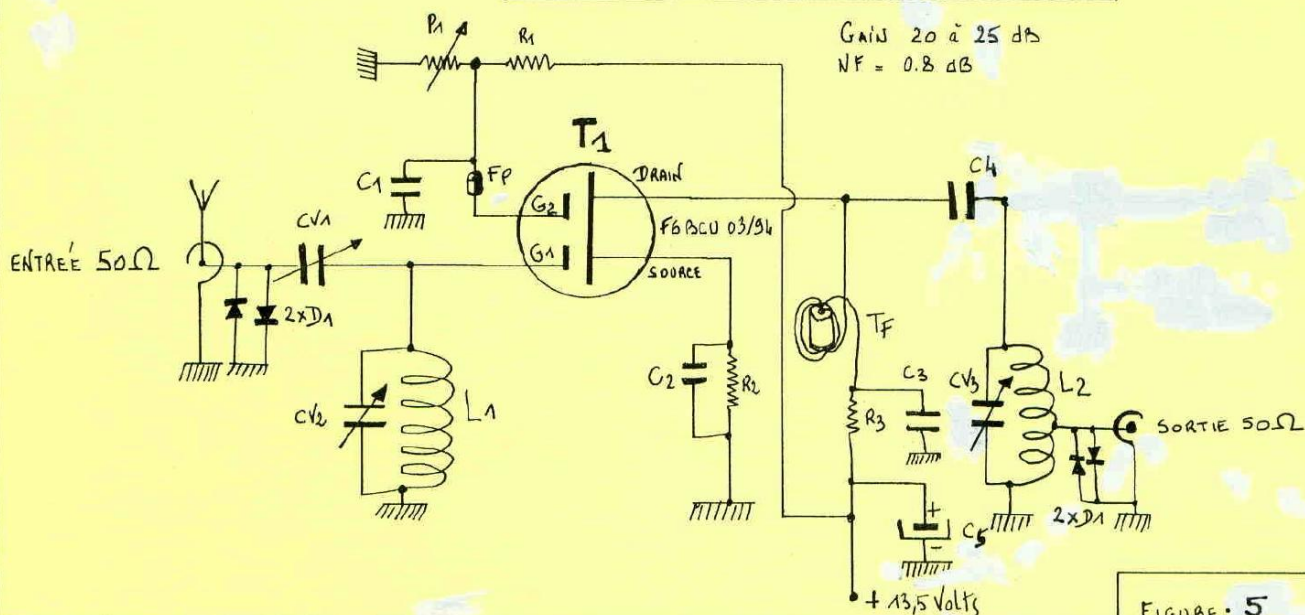 GAIN 20 à 25 dB
NF = 0.8 dB
P1
R1
T1
C1
FP
DRAIN
C4
G2
F6BCU 03/94
CV1
ENTRÉE 50Ω
G1
SOURCE
2xD1
TF
C2
R2
C3
CV3
L2
CV2
L1
R3
SORTIE 50Ω
+
C5
-
2xD1
+ 13,5 Volts
FIGURE. 5